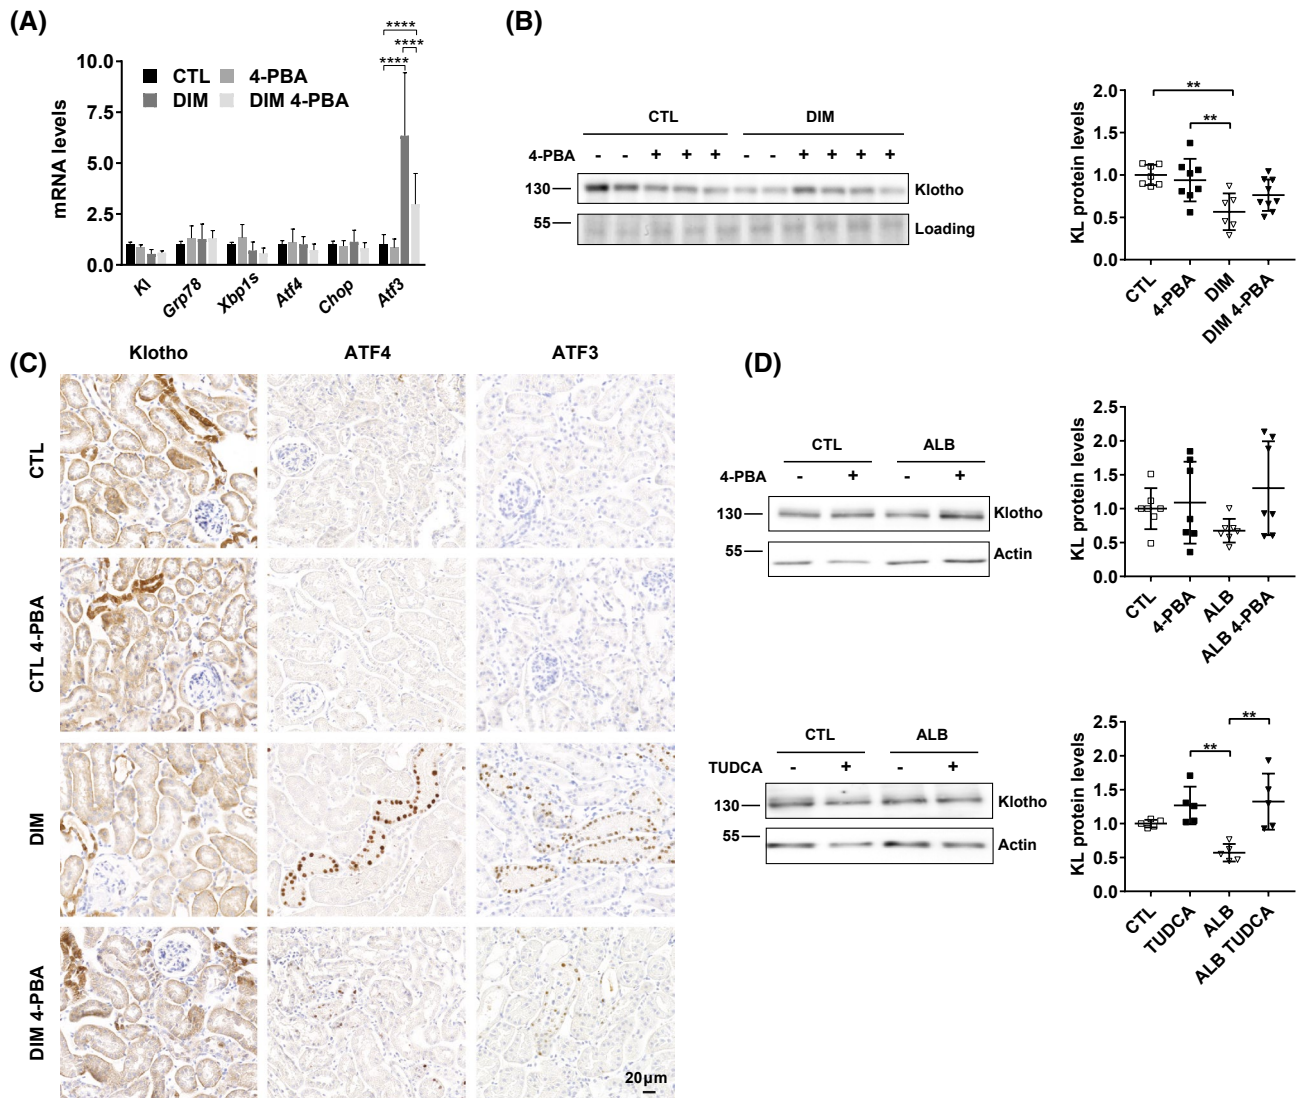 (A)
****
****
****
mRNA levels
10.0
7.5
5.0
2.5
0.0
CTL 4-PBA
DIM DIM 4-PBA
Kl Grp78 Xbp1s Atf4 Chop Atf3
(B)
CTL DIM
4-PBA - - + + + - - + + + +
130 Klotho
55 Loading
KL protein levels
2.0
1.5
1.0
0.5
0.0
**
**
CTL 4-PBA DIM DIM 4-PBA
(C)
Klotho ATF4 ATF3
CTL
CTL 4-PBA
DIM
DIM 4-PBA
20μm
(D)
CTL ALB
4-PBA - + - +
130 Klotho
55 Actin
KL protein levels
2.5
2.0
1.5
1.0
0.5
0.0
CTL 4-PBA ALB ALB 4-PBA
CTL ALB
TUDCA - + - +
130 Klotho
55 Actin
KL protein levels
2.5
2.0
1.5
1.0
0.5
0.0
**
**
CTL TUDCA ALB ALB TUDCA